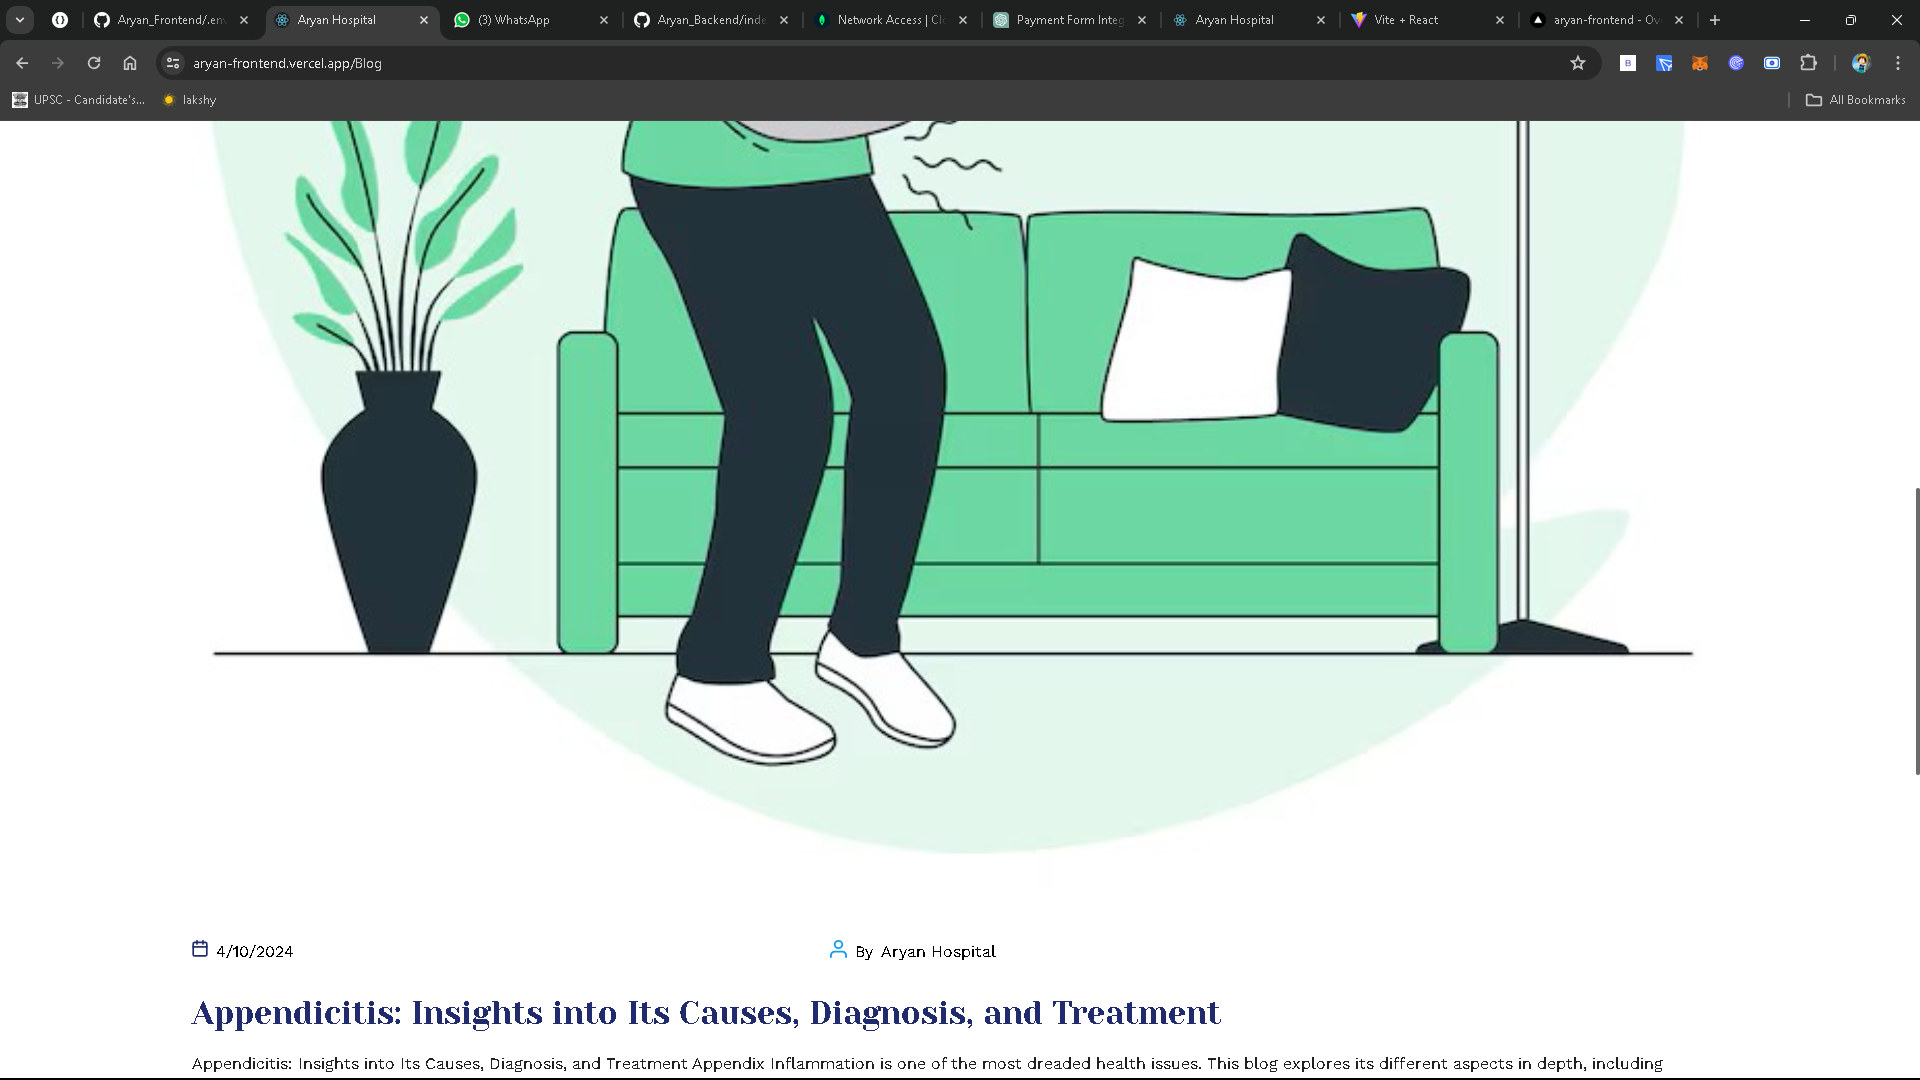 Aryan_Frontend/.env
Aryan Hospital
(3) WhatsApp
Aryan_Backend/inde
Network Access | Clo
Payment Form Integ
Aryan Hospital
Vite + React
aryan-frontend - Ov
aryan-frontend.vercel.app/Blog
UPSC - Candidate's...
lakshy
All Bookmarks
4/10/2024
By Aryan Hospital
Appendicitis: Insights into Its Causes, Diagnosis, and Treatment
Appendicitis: Insights into Its Causes, Diagnosis, and Treatment Appendix Inflammation is one of the most dreaded health issues. This blog explores its different aspects in depth, including